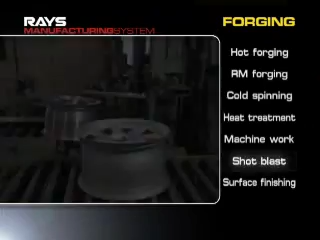 RAYS
MANUFACTURINGSYSTEM
FORGING
Hot forging
RM forging
Cold spinning
Heat treatment
Machine work
Shot blast
Surface finishing